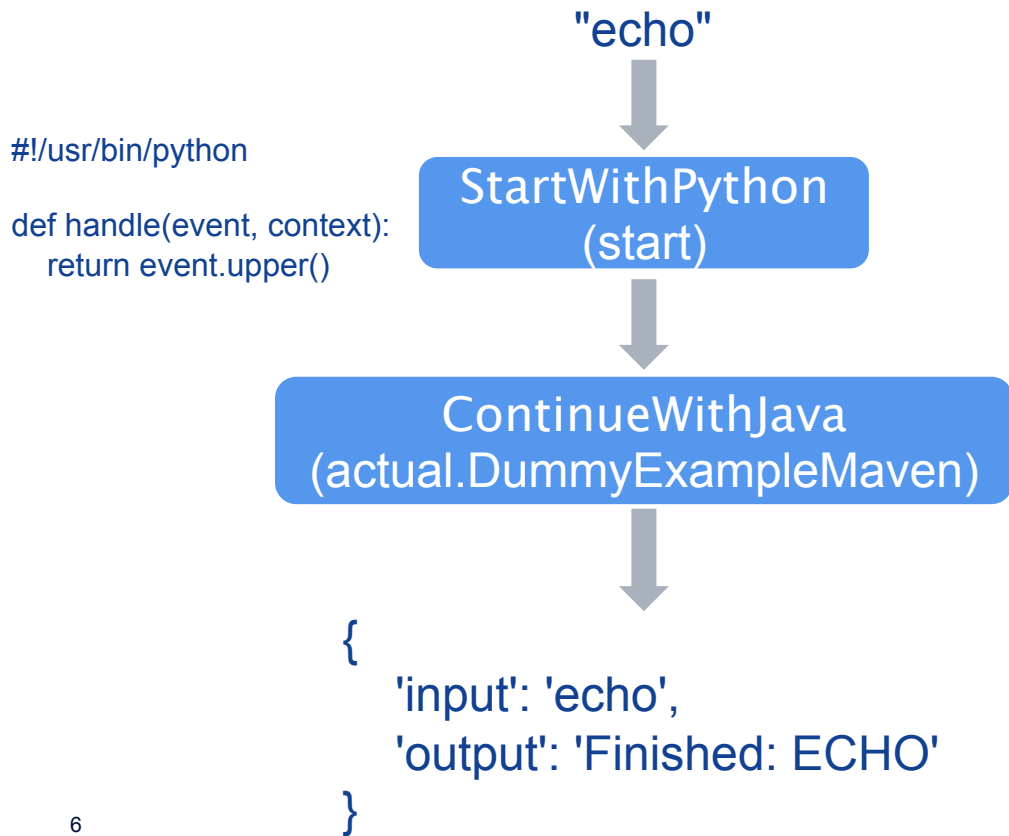 "echo"
#!/usr/bin/python
def handle(event, context):
    return event.upper()
StartWithPython
(start)
ContinueWithJava
(actual.DummyExampleMaven)
{
    'input': 'echo',
    'output': 'Finished: ECHO'
}
6